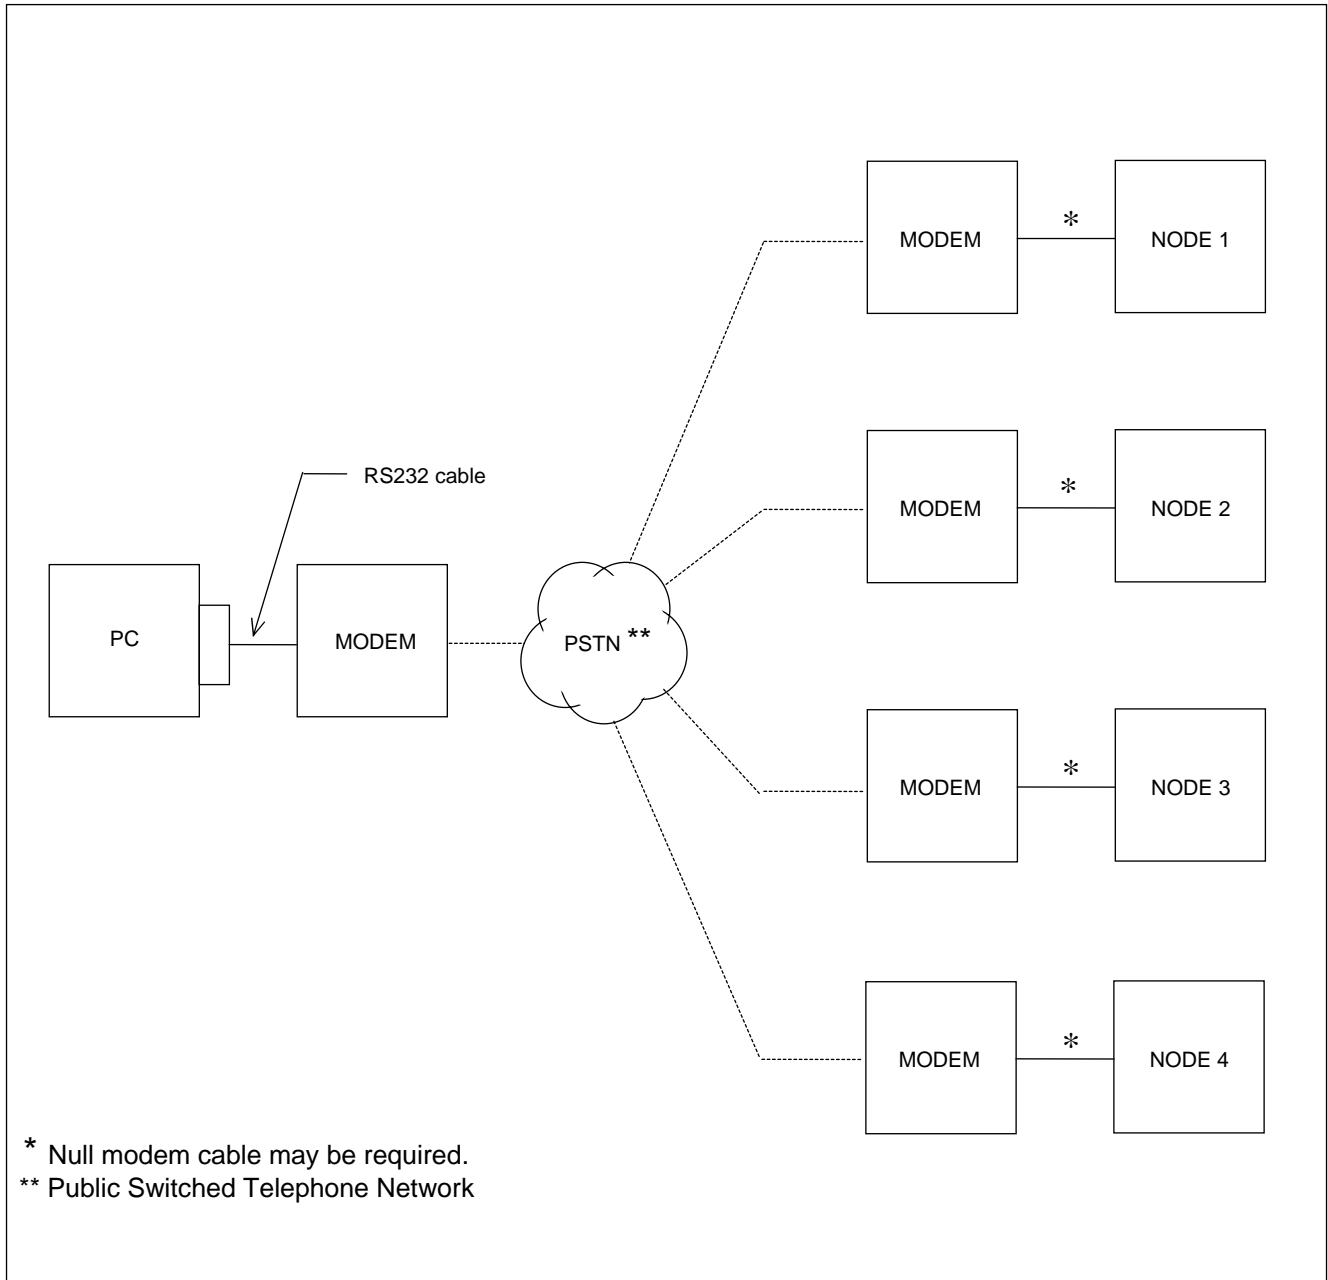 MODEM
*
NODE 1
RS232 cable
MODEM
*
NODE 2
PC
MODEM
PSTN **
MODEM
*
NODE 3
MODEM
*
NODE 4
* Null modem cable may be required.
** Public Switched Telephone Network